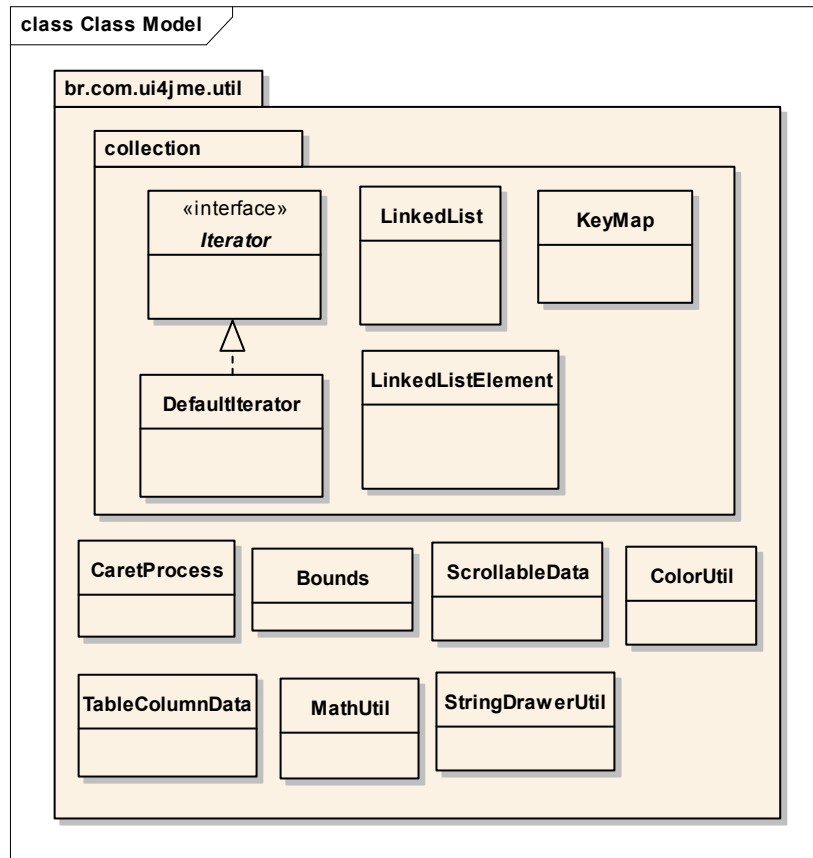 class Class Model
br.com.ui4jme.util
collection
«interface»
Iterator
LinkedList
KeyMap
DefaultIterator
LinkedListElement
CaretProcess
Bounds
ScrollableData
ColorUtil
TableColumnData
MathUtil
StringDrawerUtil